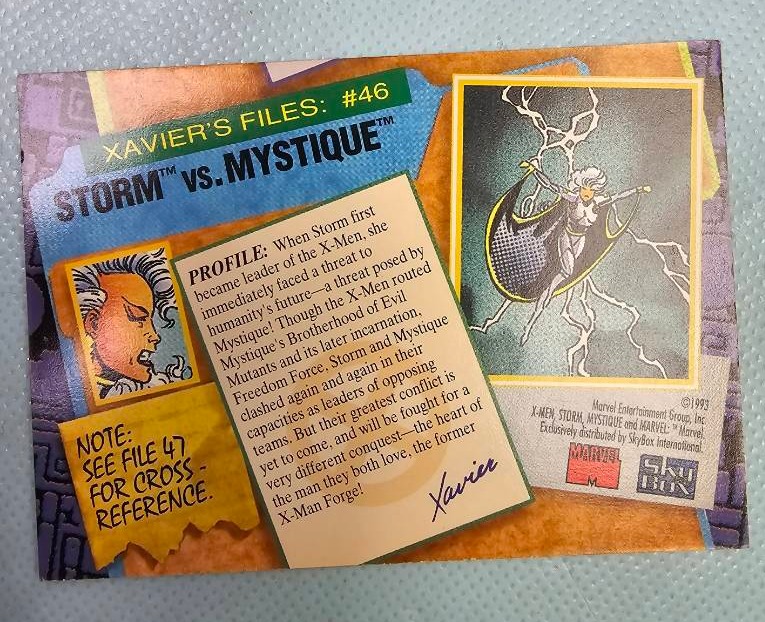 XAVIER'S FILES: #46
STORM™ VS. MYSTIQUE™
PROFILE: When Storm first
became leader of the X-Men, she
immediately faced a threat to
humanity's future—a threat posed by
Mystique! Though the X-Men routed
Mystique's Brotherhood of Evil
Mutants and its later incarnation,
Freedom Force, Storm and Mystique
clashed again and again in their
capacities as leaders of opposing
teams. But their greatest conflict is
yet to come, and will be fought for a
very different conquest—the heart of
the man they both love, the former
X-Man Forge!
Xavier
NOTE:
SEE FILE 47
FOR CROSS-
REFERENCE.
©1993
Marvel Entertainment Group, Inc
X-MEN, STORM, MYSTIQUE and MARVEL: ™ Marvel.
Exclusively distributed by SkyBox International.
MARVEL
M
SKY
BOX